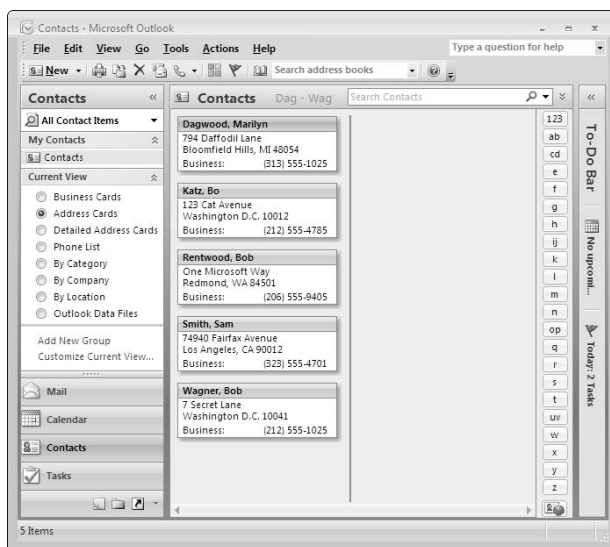 Contacts - Microsoft Outlook
File Edit View Go Tools Actions Help
Type a question for help
New
Search address books
Contacts
All Contact Items
My Contacts
Contacts
Current View
Business Cards
Address Cards
Detailed Address Cards
Phone List
By Category
By Company
By Location
Outlook Data Files
Add New Group
Customize Current View...
Mail
Calendar
Contacts
Tasks
Contacts Dag - Wag
Search Contacts
Dagwood, Marilyn
794 Daffodil Lane
Bloomfield Hills, MI 48054
Business: (313) 555-1025
Katz, Bo
123 Cat Avenue
Washington D.C. 10012
Business: (212) 555-4785
Rentwood, Bob
One Microsoft Way
Redmond, WA 84501
Business: (206) 555-9405
Smith, Sam
74940 Fairfax Avenue
Los Angeles, CA 90012
Business: (323) 555-4701
Wagner, Bob
7 Secret Lane
Washington D.C. 10041
Business: (212) 555-1025
123
ab
cd
e
f
g
h
ij
k
l
m
n
op
q
r
s
t
uv
w
x
y
z
To-Do Bar
No upcomi...
Today: 2 Tasks
5 Items